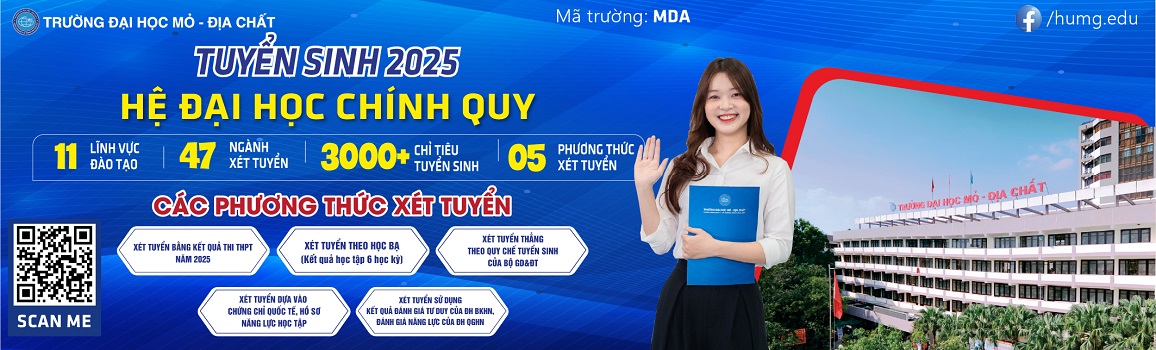 TRƯỜNG ĐẠI HỌC MỎ - ĐỊA CHẤT
Mã trường: MDA
/humg.edu
TUYỂN SINH 2025
HỆ ĐẠI HỌC CHÍNH QUY
11 LĨNH VỰC
ĐÀO TẠO
47 NGÀNH
XÉT TUYỂN
3000+ CHỈ TIÊU
TUYỂN SINH
05 PHƯƠNG THỨC
XÉT TUYỂN
CÁC PHƯƠNG THỨC XÉT TUYỂN
XÉT TUYỂN BẰNG KẾT QUẢ THI THPT
NĂM 2025
XÉT TUYỂN THEO HỌC BẠ
(Kết quả học tập 6 học kỳ)
XÉT TUYỂN THẲNG
THEO QUY CHẾ TUYỂN SINH
CỦA BỘ GD&ĐT
XÉT TUYỂN DỰA VÀO
CHỨNG CHỈ QUỐC TẾ, HỒ SƠ
NĂNG LỰC HỌC TẬP
XÉT TUYỂN SỬ DỤNG
KẾT QUẢ ĐÁNH GIÁ TƯ DUY CỦA ĐH BKHN,
ĐÁNH GIÁ NĂNG LỰC CỦA ĐH QGHN
SCAN ME
TRƯỜNG ĐẠI HỌC MỎ - ĐỊA CHẤT
TRƯỜNG ĐẠI HỌC MỎ - ĐỊA CHẤT